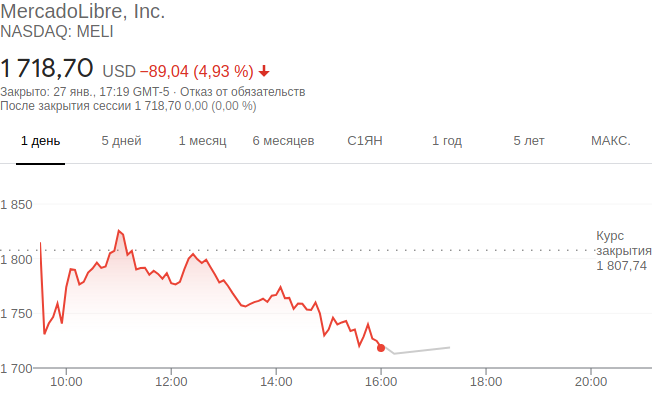 MercadoLibre, Inc.
NASDAQ: MELI
1 718,70 USD −89,04 (4,93 %)
Закрыто: 27 янв., 17:19 GMT-5 · Отказ от обязательств
После закрытия сессии 1 718,70 0,00 (0,00 %)
1 день 5 дней 1 месяц 6 месяцев С1ЯН 1 год 5 лет МАКС.
1 850
Курс
закрытия
1 800
1 807,74
1 750
1 700
10:00 12:00 14:00 16:00 18:00 20:00